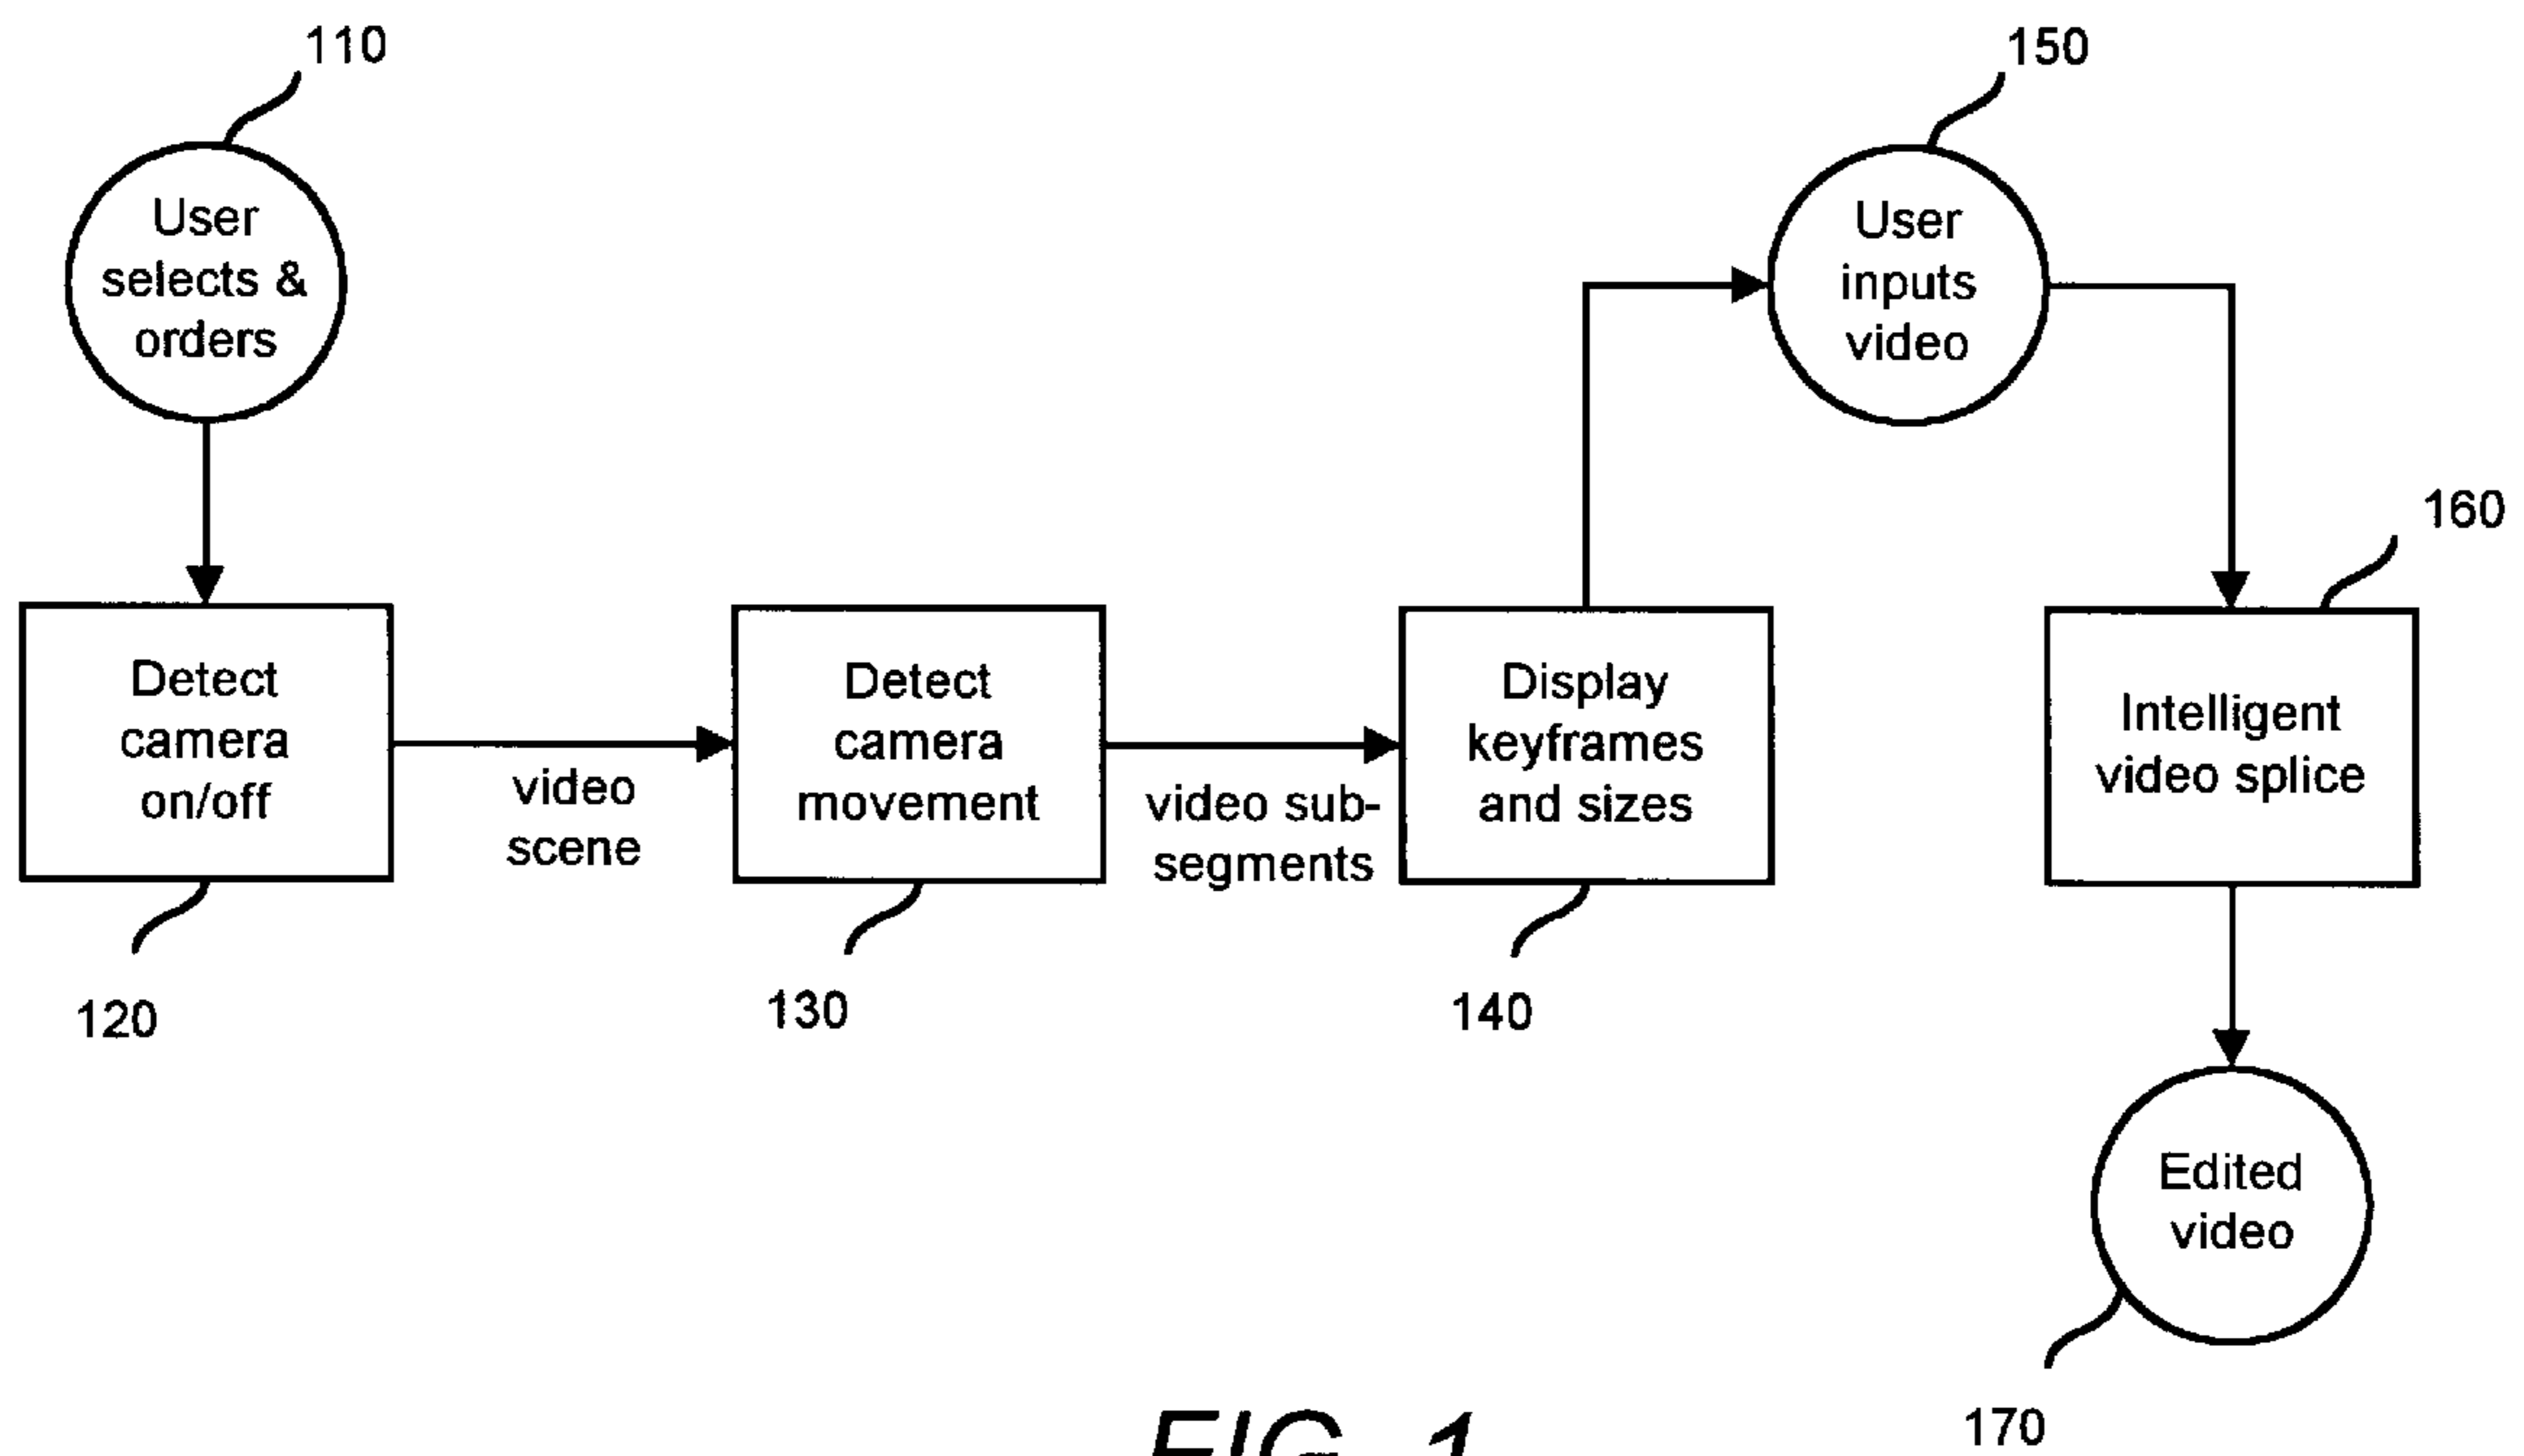 110
User
selects &
orders
Detect
camera
on/off
120
video
scene
Detect
camera
movement
130
video sub-
segments
Display
keyframes
and sizes
140
150
User
inputs
video
160
Intelligent
video splice
Edited
video
170
FIG. 1